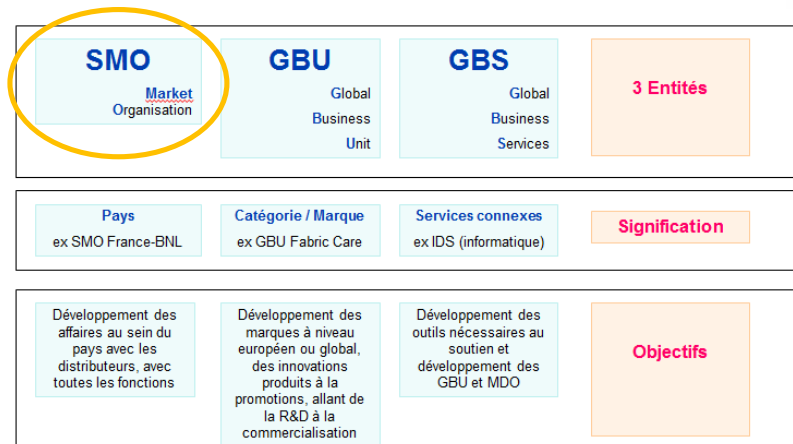 SMO
Market
Organisation
GBU
Global
Business
Unit
GBS
Global
Business
Services
3 Entités
Pays
ex SMO France-BNL
Catégorie / Marque
ex GBU Fabric Care
Services connexes
ex IDS (informatique)
Signification
Développement des
affaires au sein du
pays avec les
distributeurs, avec
toutes les fonctions
Développement des
marques à niveau
européen ou global,
des innovations
produits à la
promotions, allant de
la R&D à la
commercialisation
Développement des
outils nécessaires au
soutien et
développement des
GBU et MDO
Objectifs